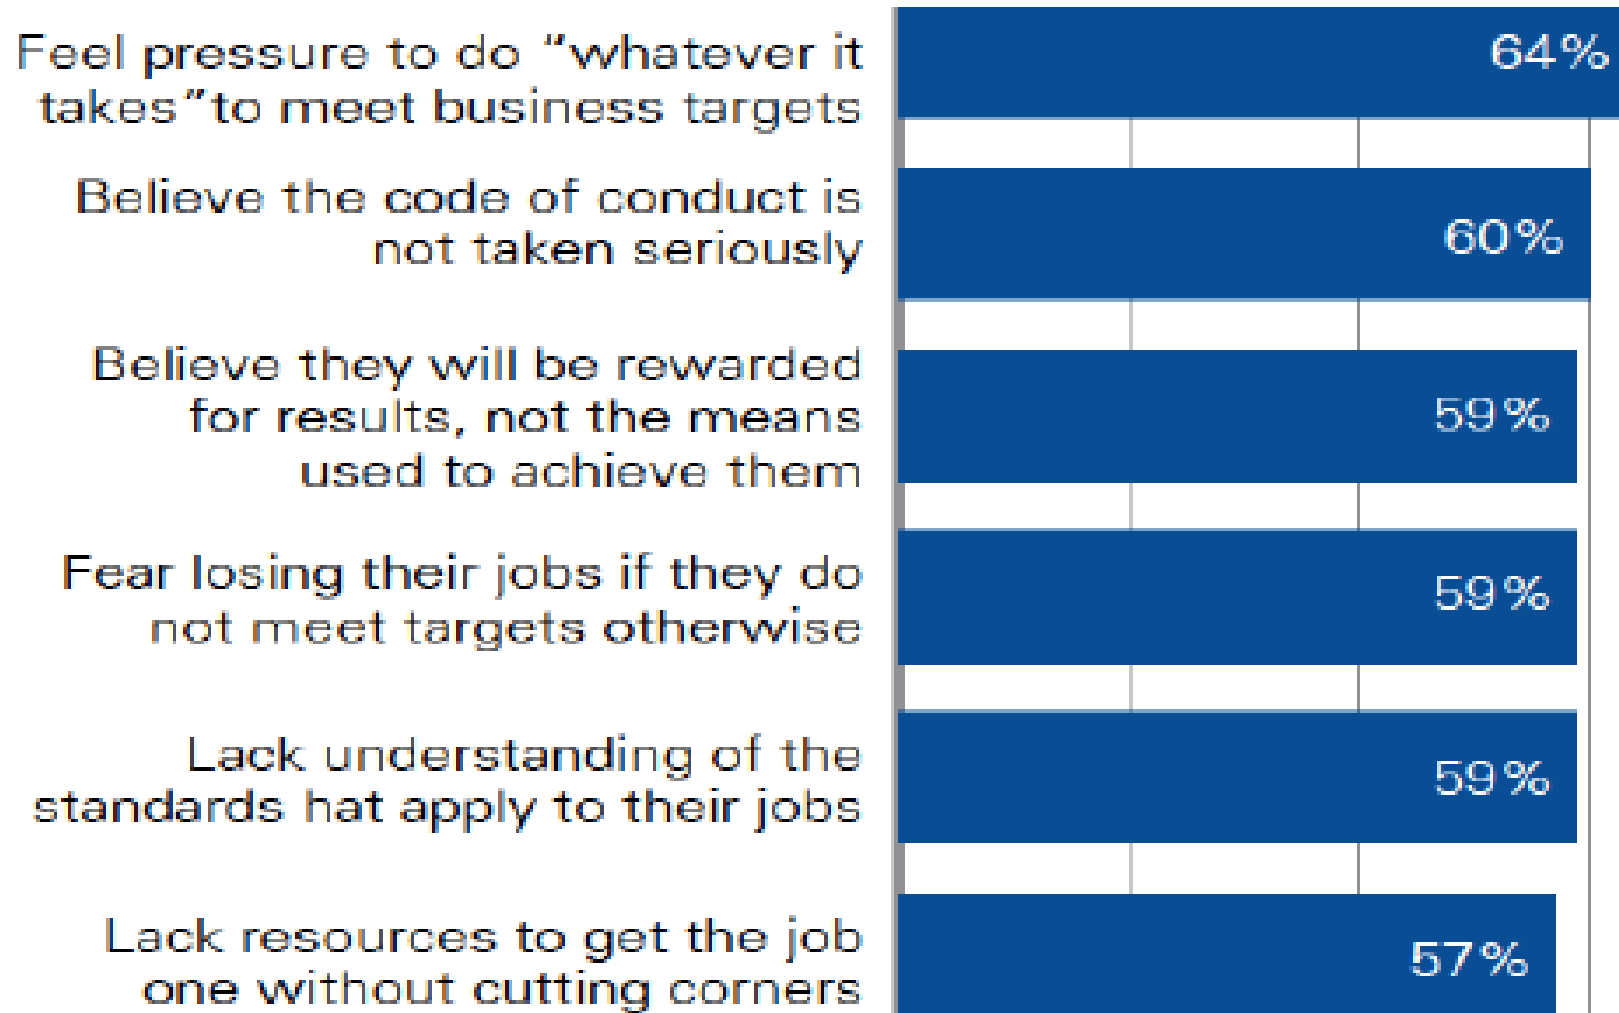 Feel pressure to do “whatever it
takes”to meet business targets
64%
Believe the code of conduct is
not taken seriously
60%
Believe they will be rewarded
for results, not the means
used to achieve them
59%
Fear losing their jobs if they do
not meet targets otherwise
59%
Lack understanding of the
standards hat apply to their jobs
59%
Lack resources to get the job
one without cutting corners
57%